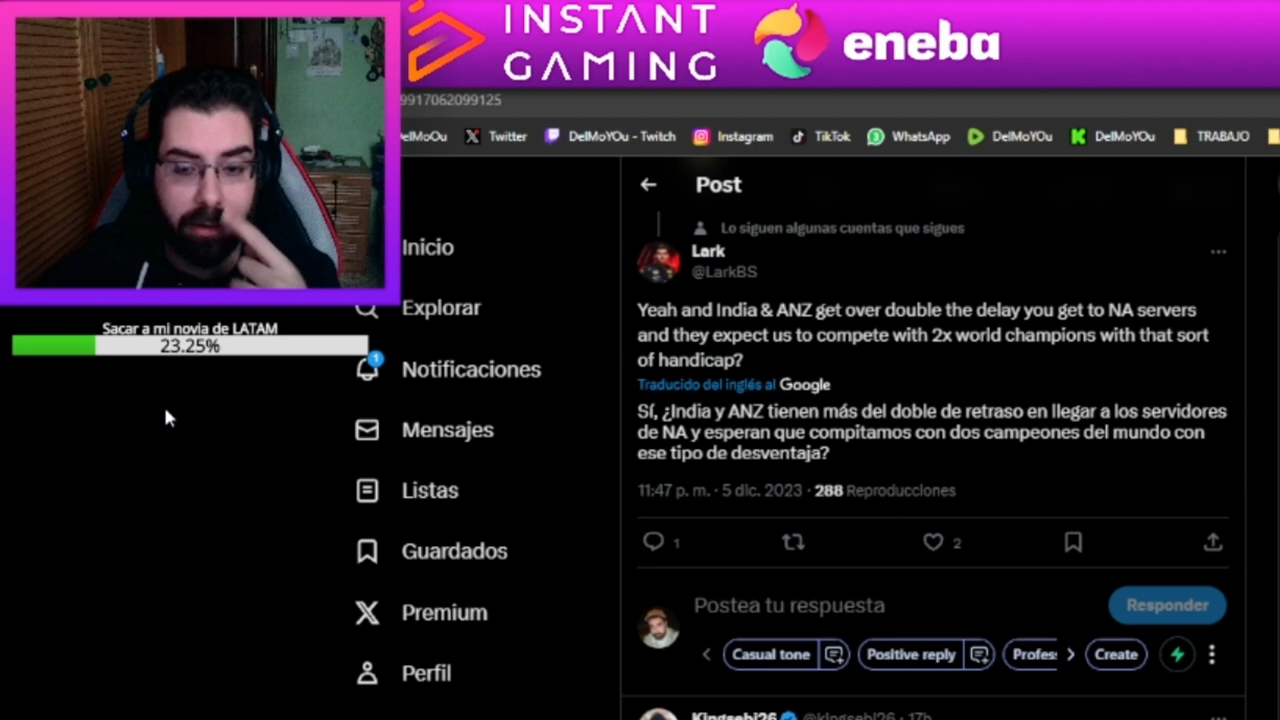 INSTANT
GAMING
eneba
9917062099125
DelMoOu
Twitter
DelMoYOu - Twitch
Instagram
TikTok
WhatsApp
DelMoYOu
DelMoYOu
TRABAJO
Post
Lo siguen algunas cuentas que sigues
Lark
@LarkBS
Inicio
Explorar
Sacar a mi novia de LATAM
23.25%
1
Notificaciones
Mensajes
Listas
Guardados
Premium
Perfil
Yeah and India & ANZ get over double the delay you get to NA servers
and they expect us to compete with 2x world champions with that sort
of handicap?
Traducido del inglés al Google
Sí, ¿India y ANZ tienen más del doble de retraso en llegar a los servidores
de NA y esperan que compitamos con dos campeones del mundo con
ese tipo de desventaja?
11:47 p. m. · 5 dic. 2023 · 288 Reproducciones
1
2
Postea tu respuesta
Responder
Casual tone
Positive reply
Profes
Create
Kingsebi26 @kingsebi26 · 17h